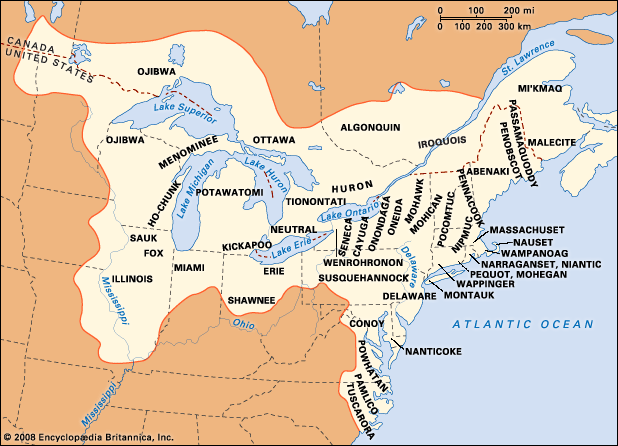 0 100 200 mi
0 100 200 300 km
CANADA
UNITED STATES
OJIBWA
St. Lawrence
MI'KMAQ
Lake Superior
ALGONQUIN
IROQUOIS
PASSAMAQUODDY
PENOBSCOT
MALECITE
OJIBWA
MENOMINEE
OTTAWA
ABENAKI
HO-CHUNK
Lake Michigan
Lake Huron
POTAWATOMI
HURON
TIONONTATI
Lake Ontario
SENECA
CAYUGA
ONONDAGA
ONEIDA
MOHAWK
MOHICAN
POCOMTUC
PENNACOOK
NIPMUC
MASSACHUSET
NAUSET
WAMPANOAG
NARRAGANSET, NIANTIC
PEQUOT, MOHEGAN
WAPPINGER
MONTAUK
SAUK
FOX
KICKAPOO
NEUTRAL
Lake Erie
MIAMI
ERIE
WENROHRONON
SUSQUEHANNOCK
Delaware
DELAWARE
ILLINOIS
Mississippi
SHAWNEE
Ohio
CONOY
NANTICOKE
ATLANTIC OCEAN
POWHATAN
PAMLICO
TUSCARORA
Mississippi
© 2008 Encyclopædia Britannica, Inc.